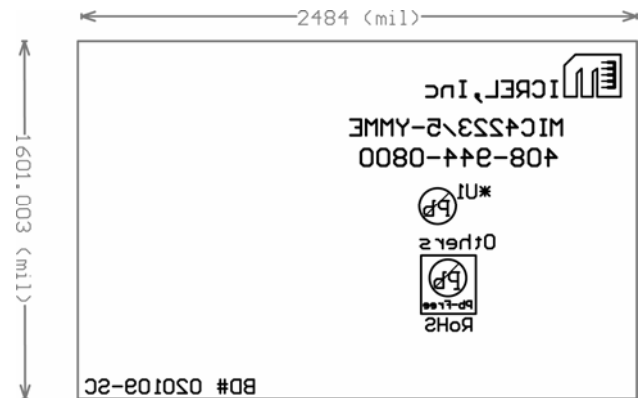 2484 (mil)
1601.003 (mil)
MICREL, Inc
MIC4223/5-YMME
408-944-0800
*U1
Pb
Others
Pb
Pb-Free
RoHS
BD# 020109-SC